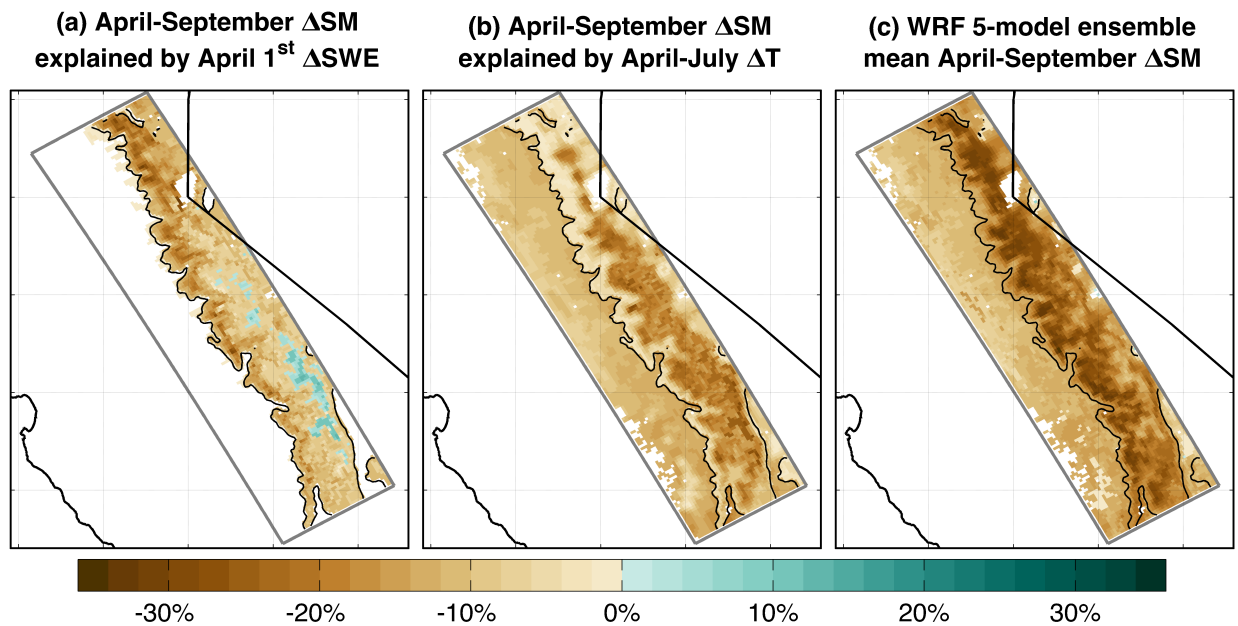 (a) April-September ΔSM
explained by April 1st ΔSWE
(b) April-September ΔSM
explained by April-July ΔT
(c) WRF 5-model ensemble
mean April-September ΔSM
-30% -20% -10% 0% 10% 20% 30%